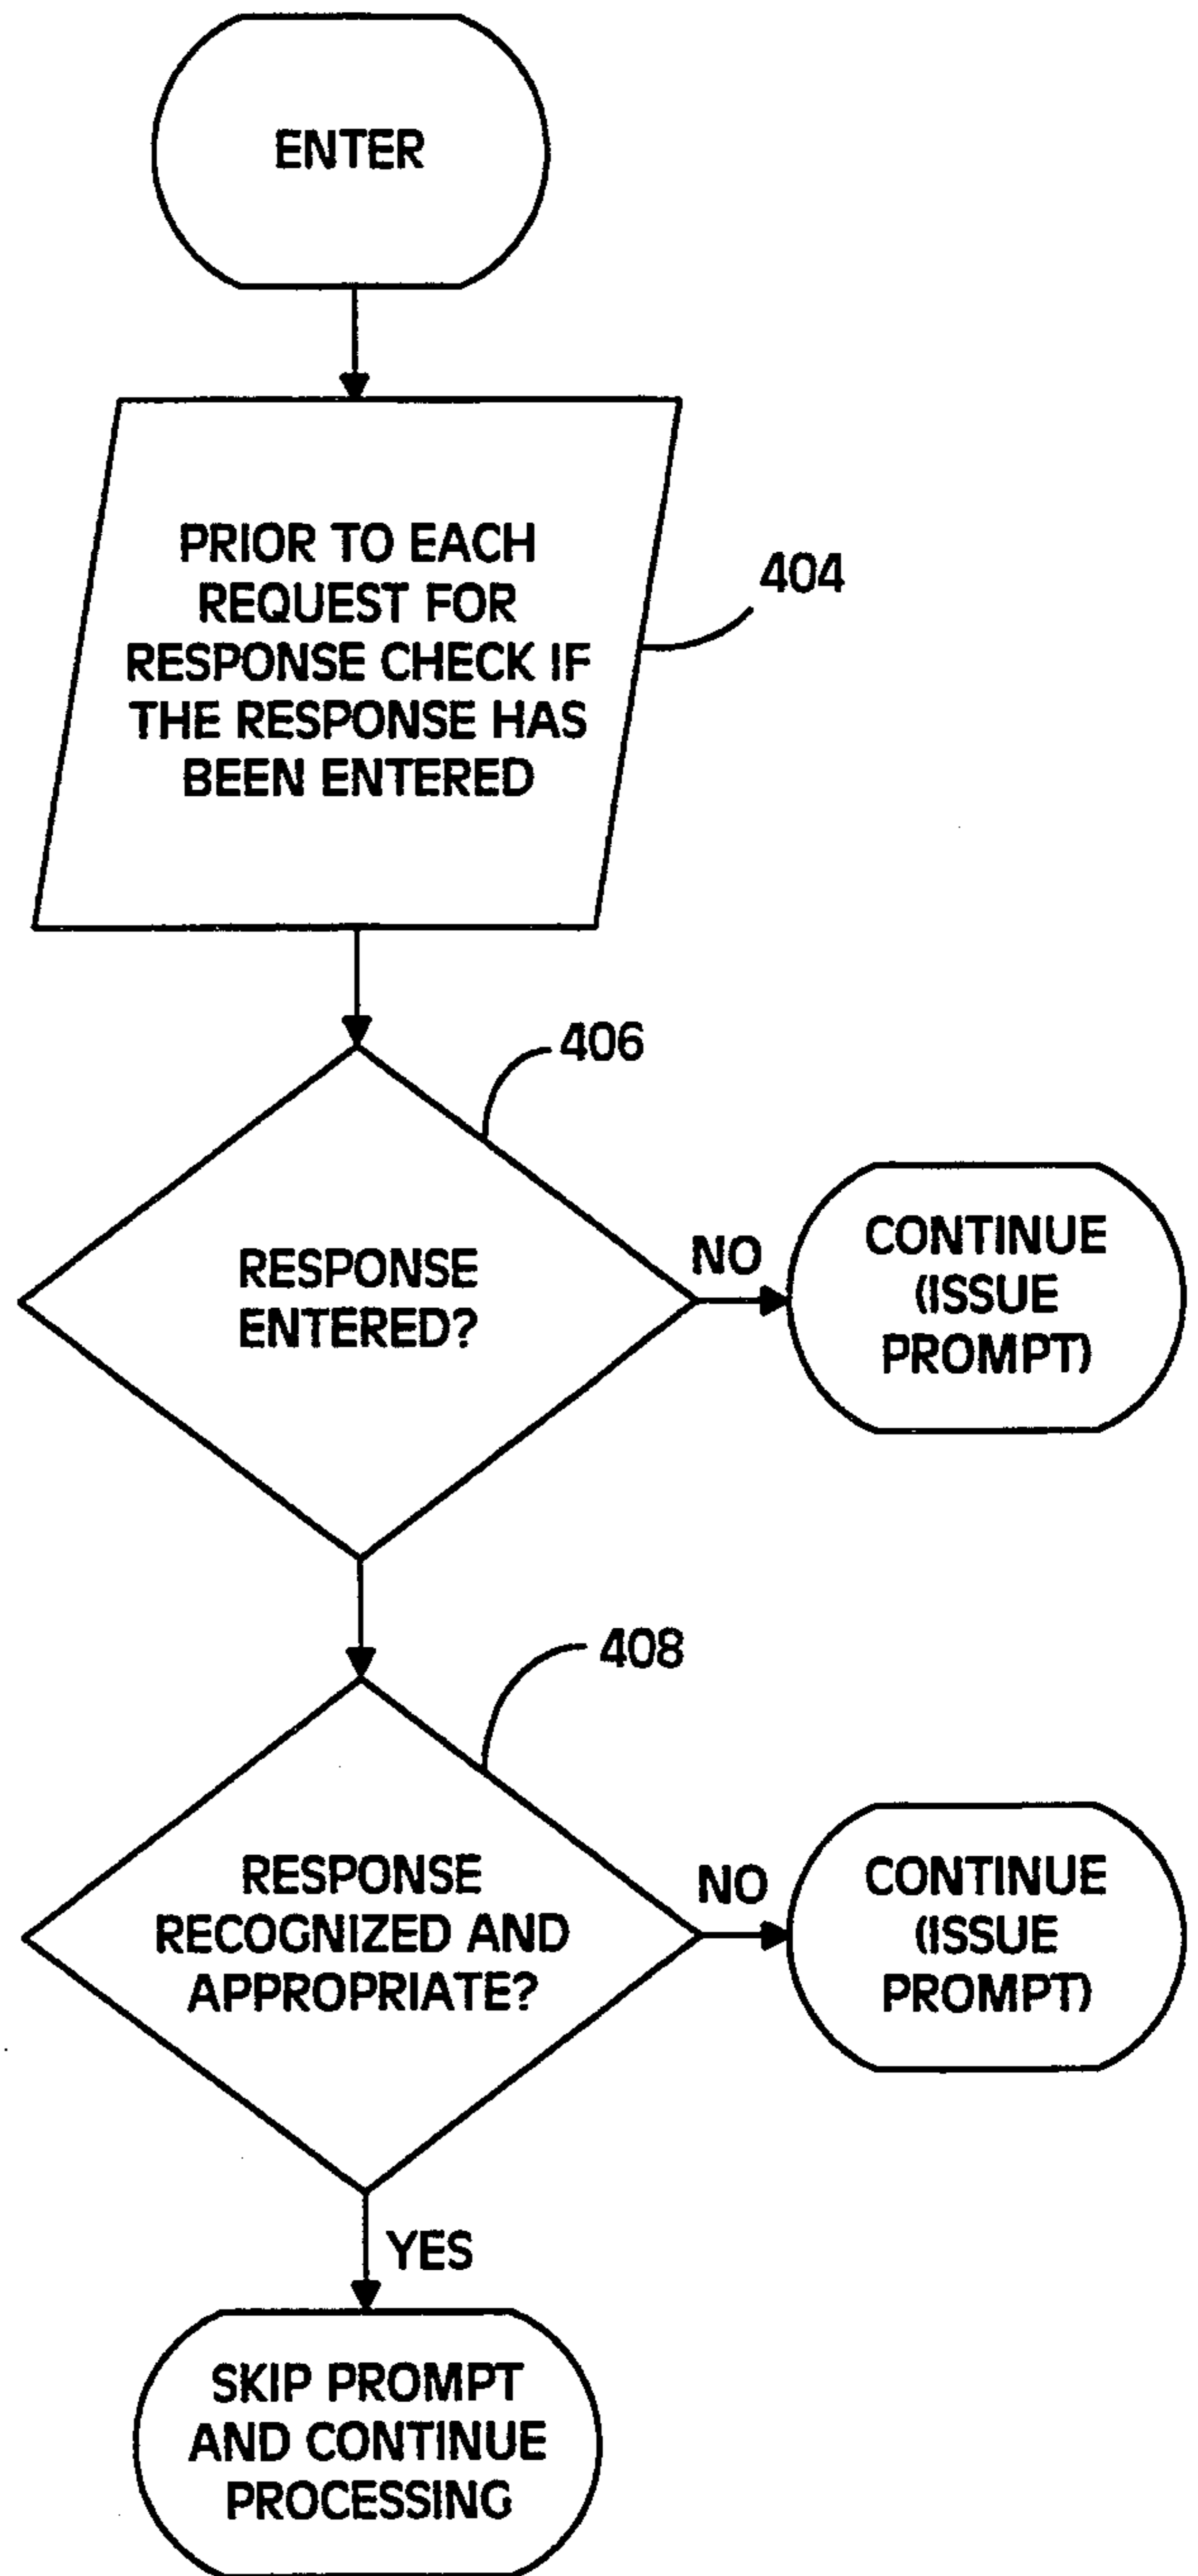 ENTER
PRIOR TO EACH
REQUEST FOR
RESPONSE CHECK IF
THE RESPONSE HAS
BEEN ENTERED
404
406
RESPONSE
ENTERED?
NO
CONTINUE
(ISSUE
PROMPT)
408
RESPONSE
RECOGNIZED AND
APPROPRIATE?
NO
CONTINUE
(ISSUE
PROMPT)
YES
SKIP PROMPT
AND CONTINUE
PROCESSING